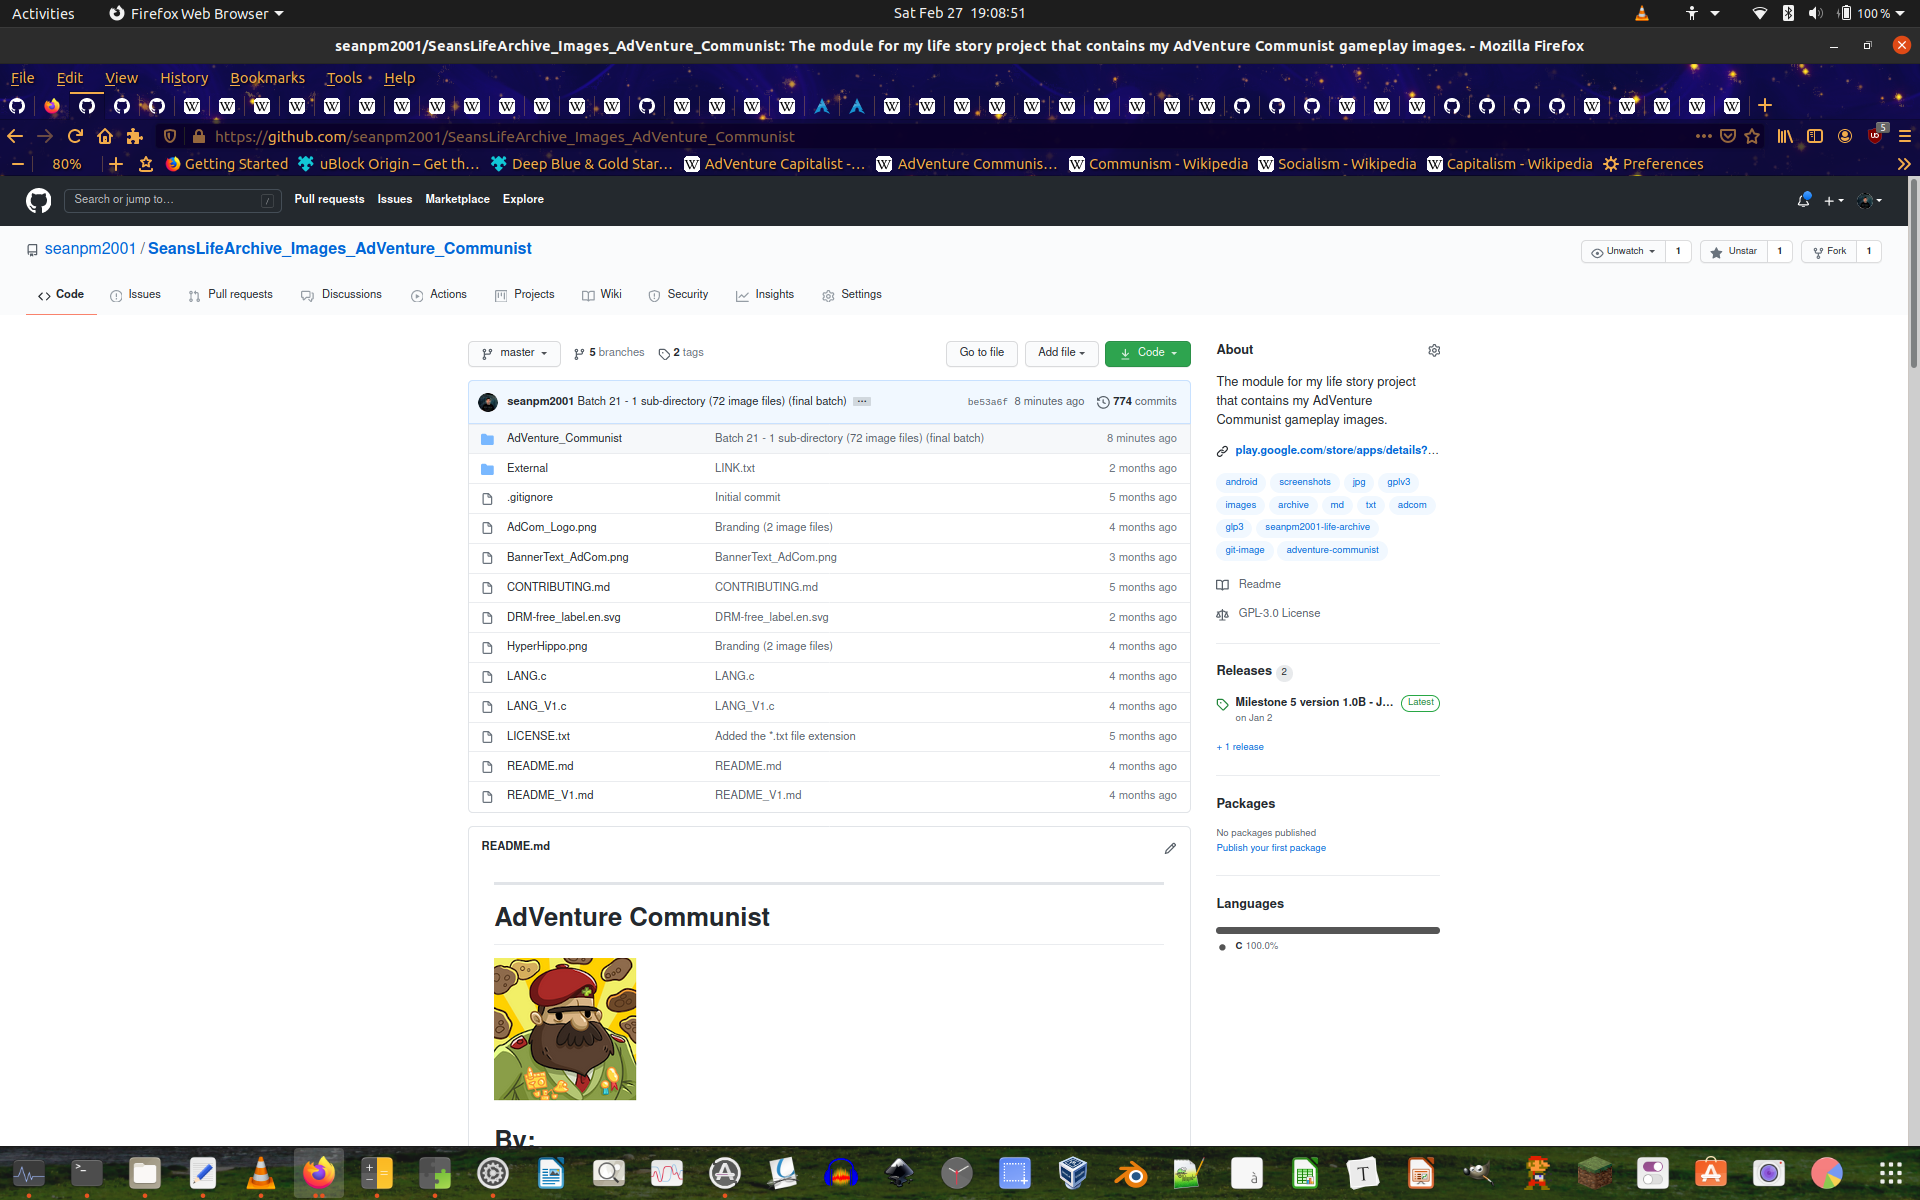 Activities
Firefox Web Browser
Sat Feb 27 19:08:51
100 %
seanpm2001/SeansLifeArchive_Images_AdVenture_Communist: The module for my life story project that contains my AdVenture Communist gameplay images. - Mozilla Firefox
File Edit View History Bookmarks Tools Help
https://github.com/seanpm2001/SeansLifeArchive_Images_AdVenture_Communist
5
80%
Getting Started
uBlock Origin – Get th…
Deep Blue & Gold Star…
AdVenture Capitalist -…
AdVenture Communis…
Communism - Wikipedia
Socialism - Wikipedia
Capitalism - Wikipedia
Preferences
Search or jump to…
/
Pull requests Issues Marketplace Explore
seanpm2001 / SeansLifeArchive_Images_AdVenture_Communist
Unwatch 1
Unstar 1
Fork 1
Code Issues Pull requests Discussions Actions Projects Wiki Security Insights Settings
master 5 branches 2 tags
Go to file Add file Code
seanpm2001 Batch 21 - 1 sub-directory (72 image files) (final batch) ... be53a6f 8 minutes ago 774 commits
AdVenture_Communist Batch 21 - 1 sub-directory (72 image files) (final batch) 8 minutes ago
External LINK.txt 2 months ago
.gitignore Initial commit 5 months ago
AdCom_Logo.png Branding (2 image files) 4 months ago
BannerText_AdCom.png BannerText_AdCom.png 3 months ago
CONTRIBUTING.md CONTRIBUTING.md 5 months ago
DRM-free_label.en.svg DRM-free_label.en.svg 2 months ago
HyperHippo.png Branding (2 image files) 4 months ago
LANG.c LANG.c 4 months ago
LANG_V1.c LANG_V1.c 4 months ago
LICENSE.txt Added the *.txt file extension 5 months ago
README.md README.md 4 months ago
README_V1.md README_V1.md 4 months ago
README.md
AdVenture Communist
By:
About
The module for my life story project
that contains my AdVenture
Communist gameplay images.
play.google.com/store/apps/details?…
android screenshots jpg gplv3
images archive md txt adcom
glp3 seanpm2001-life-archive
git-image adventure-communist
Readme
GPL-3.0 License
Releases 2
Milestone 5 version 1.0B - J… Latest
on Jan 2
+ 1 release
Packages
No packages published
Publish your first package
Languages
C 100.0%